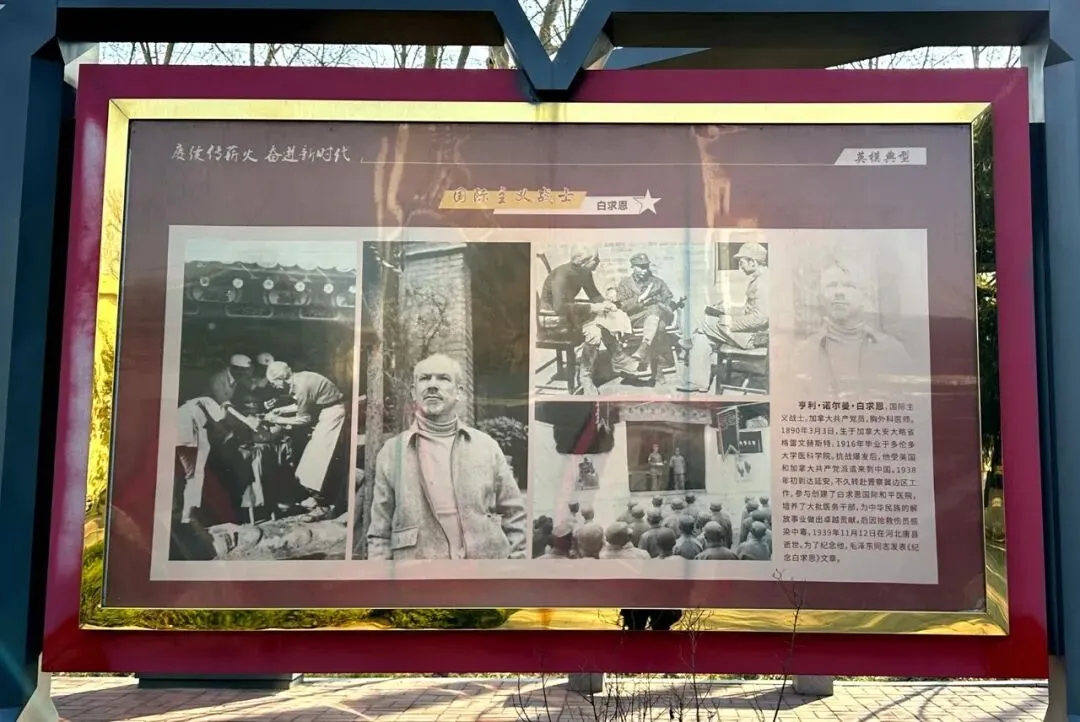 赓续传薪火 奋进新时代
英模典型
国际主义战士
白求恩
亨利·诺尔曼·白求恩,国际主
义战士,加拿大共产党员,胸外科医师。
1890年3月3日,生于加拿大安大略省
格雷文赫斯特,1916年毕业于多伦多
大学医科学院。抗战爆发后,他受美国
和加拿大共产党派遣来到中国。1938
年初到达延安,不久转赴晋察冀边区工
作,参与创建了白求恩国际和平医院,
培养了大批医务干部,为中华民族的解
放事业做出卓越贡献。后因抢救伤员感
染中毒,1939年11月12日在河北唐县
逝世。为了纪念他,毛泽东同志发表《纪
念白求恩》文章。